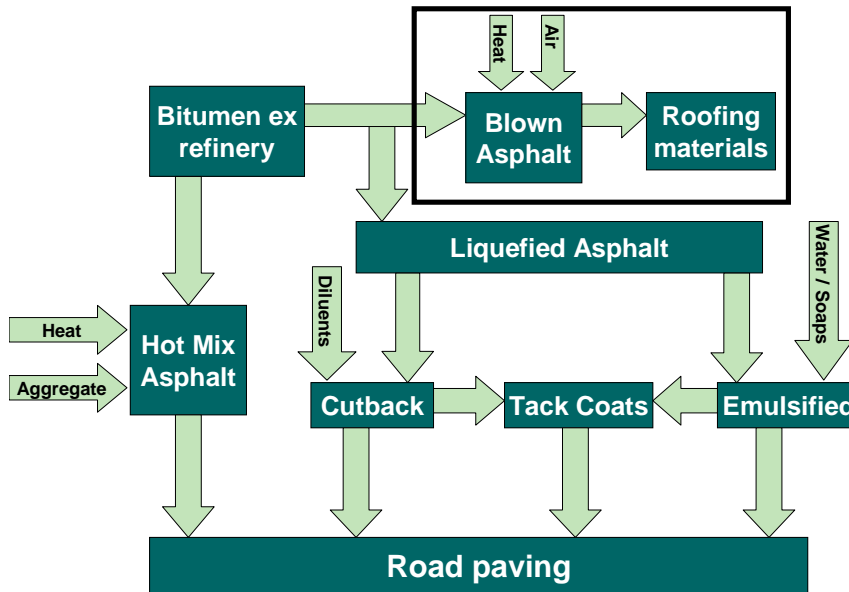 Heat
Air
Bitumen ex
refinery
Blown
Asphalt
Roofing
materials
Liquefied Asphalt
Water / Soaps
Diluents
Heat
Hot Mix
Asphalt
Aggregate
Cutback
Tack Coats
Emulsified
Road paving